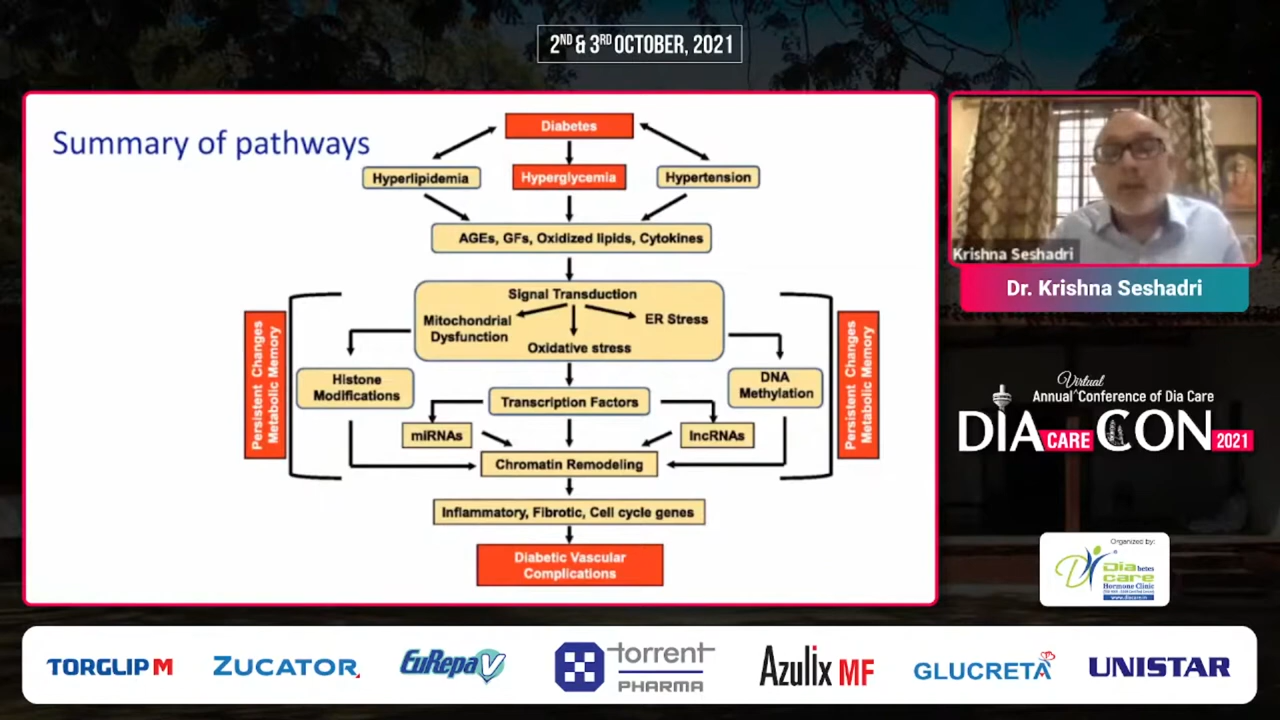 2ND & 3RD OCTOBER, 2021
Summary of pathways
Diabetes
Hyperlipidemia
Hyperglycemia
Hypertension
AGEs, GFs, Oxidized lipids, Cytokines
Signal Transduction
Mitochondrial
Dysfunction
ER Stress
Oxidative stress
Persistent Changes
Metabolic Memory
Histone
Modifications
Transcription Factors
DNA
Methylation
Persistent Changes
Metabolic Memory
miRNAs
lncRNAs
Chromatin Remodeling
Inflammatory, Fibrotic, Cell cycle genes
Diabetic Vascular
Complications
Krishna Seshadri
Dr. Krishna Seshadri
Virtual
Annual ^ Conference of Dia Care
DIA CARE CON 2021
Organized by:
Diabetes
care
Hormone Clinic
TORGLIP M
ZUCATOR
EuRepa V
torrent
PHARMA
Azulix MF
GLUCRETA
UNISTAR